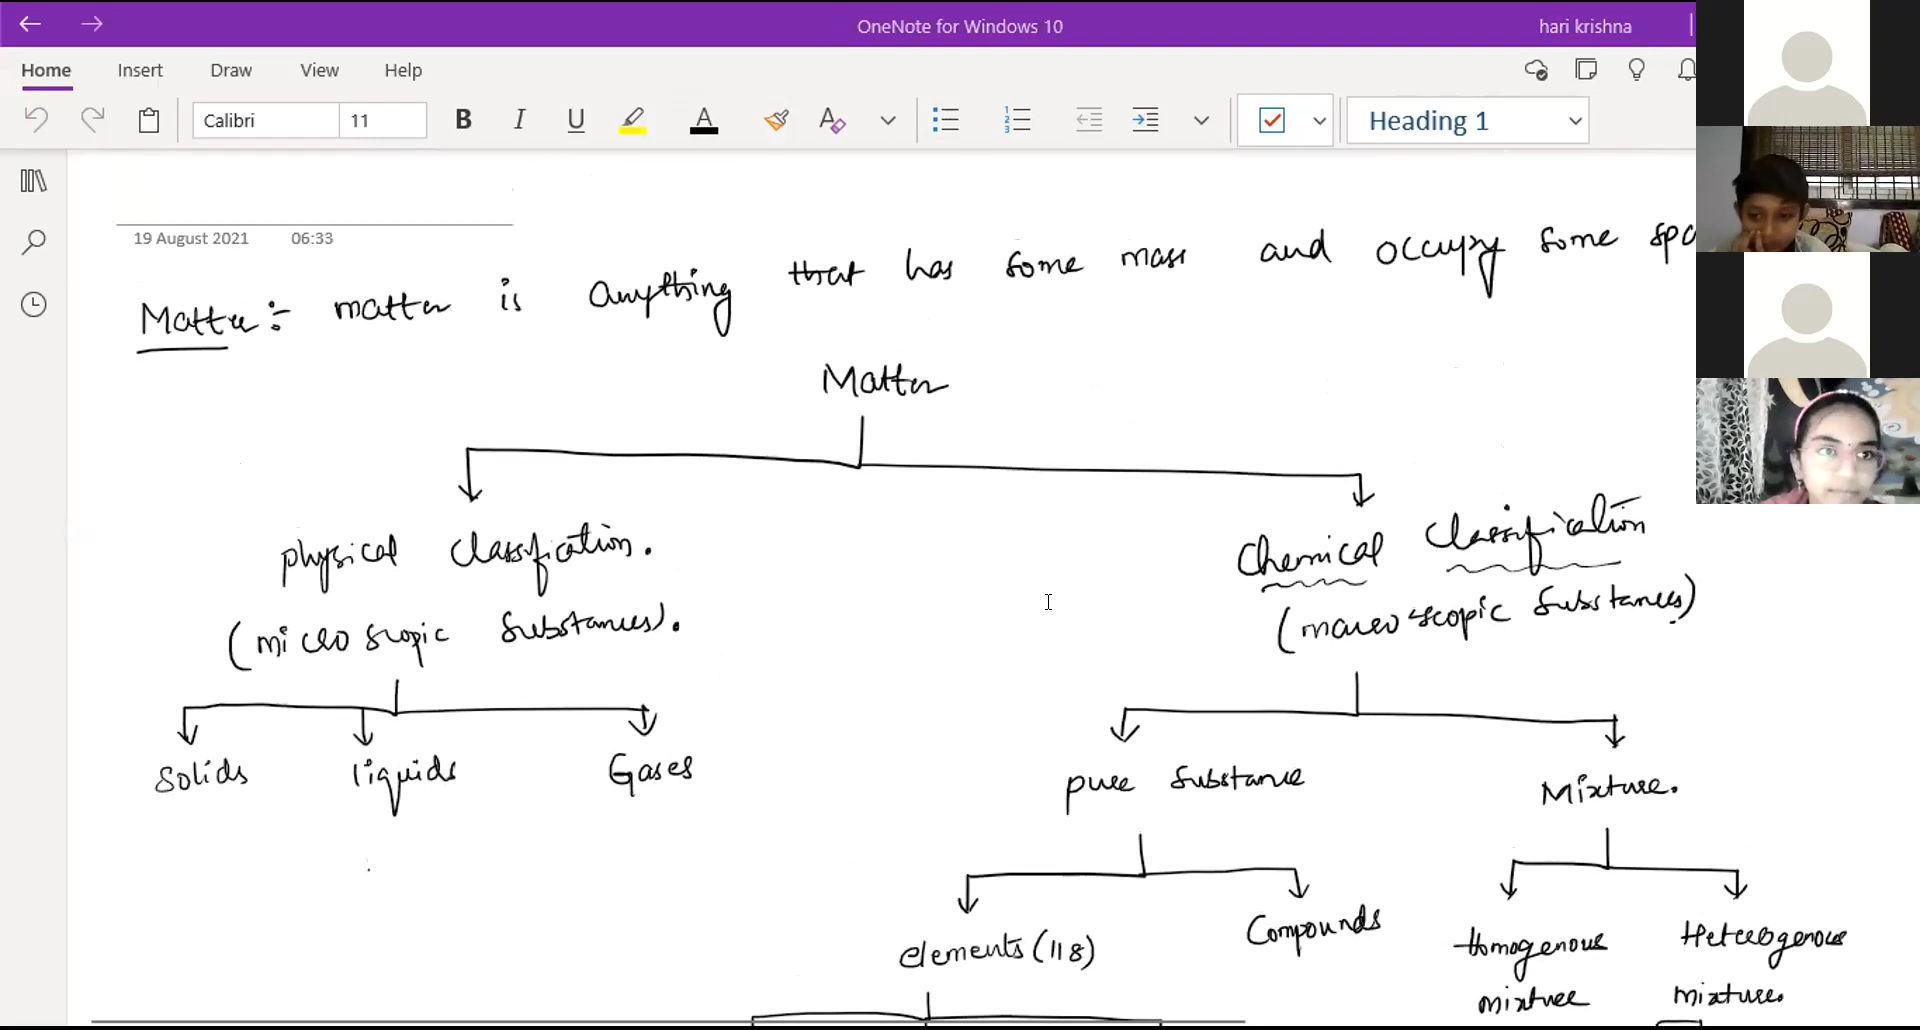 OneNote for Windows 10
hari krishna
Home Insert Draw View Help
Calibri 11 B I U A A Heading 1
19 August 2021 06:33
Matter:- matter is anything that has some mass and occupy some spa
Matter
physical classification.
(micro scopic substances).
Chemical Classification
(macro-scopic substances)
Solids liquids Gases
pure substance Mixture.
elements (118) Compounds Homogenous mixture Heterogenous mixture.